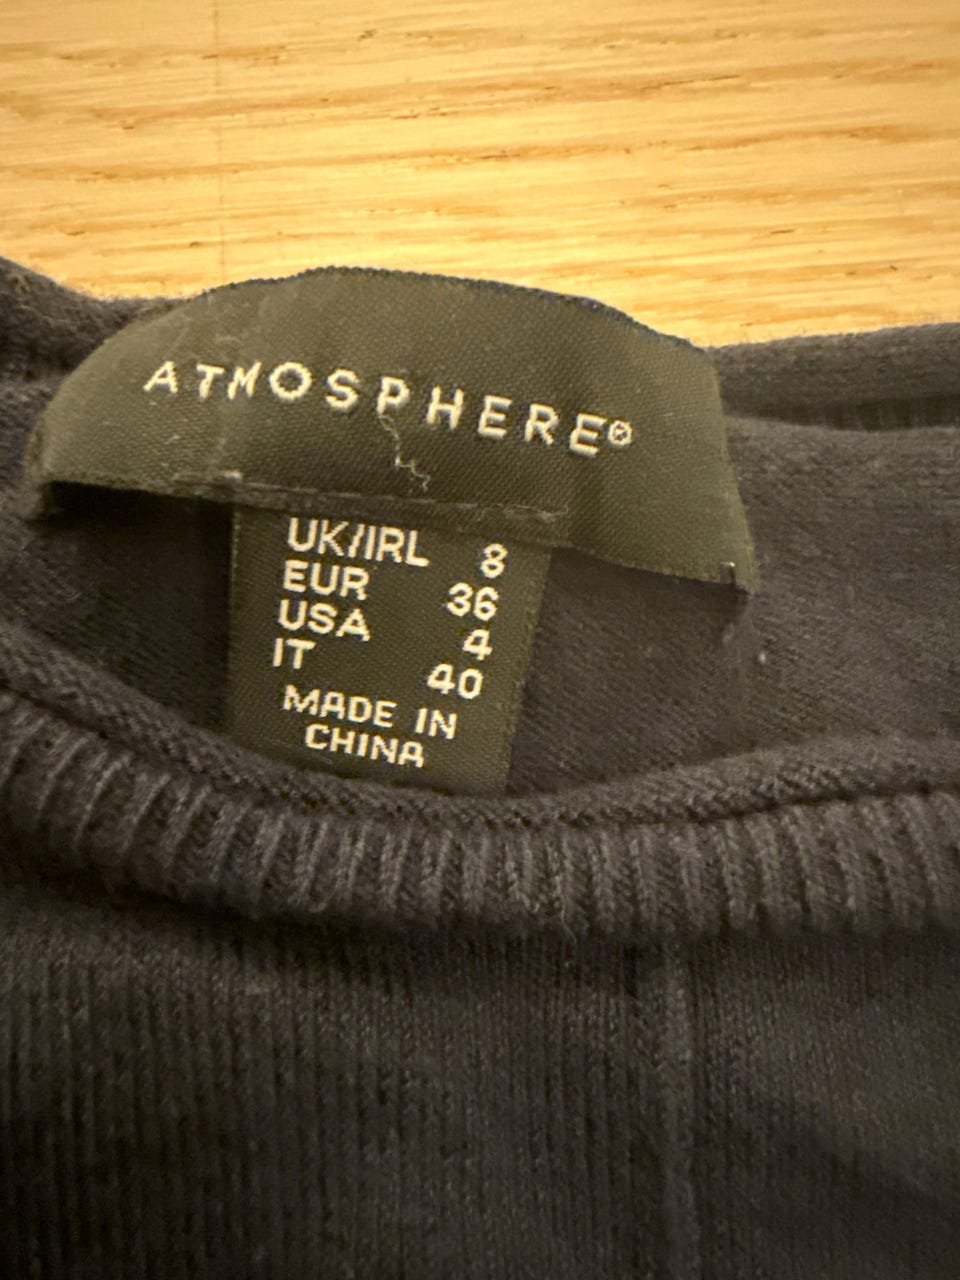 ATMOSPHERE®
UK/IRL 8
EUR 36
USA 4
IT 40
MADE IN
CHINA